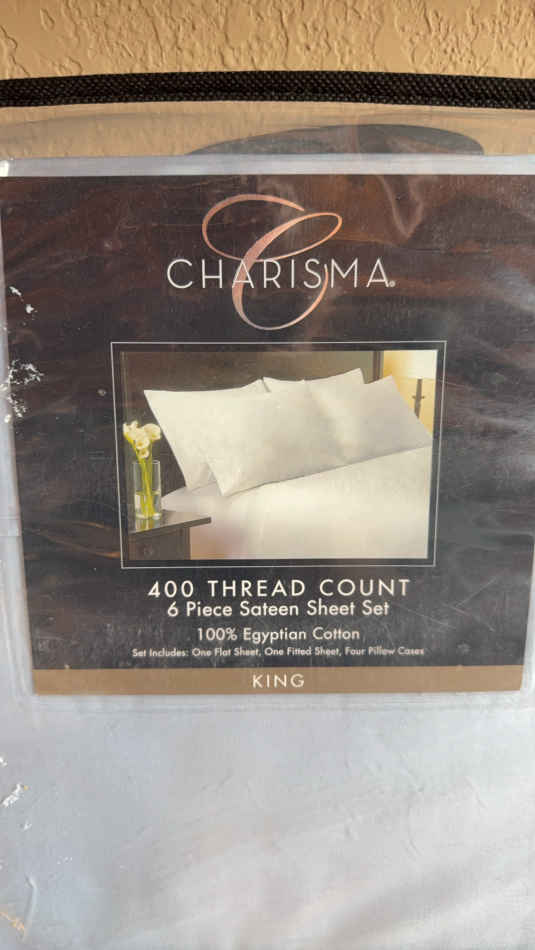 CHARISMA
400 THREAD COUNT
6 Piece Sateen Sheet Set
100% Egyptian Cotton
Set Includes: One Flat Sheet, One Fitted Sheet, Four Pillow Cases
KING